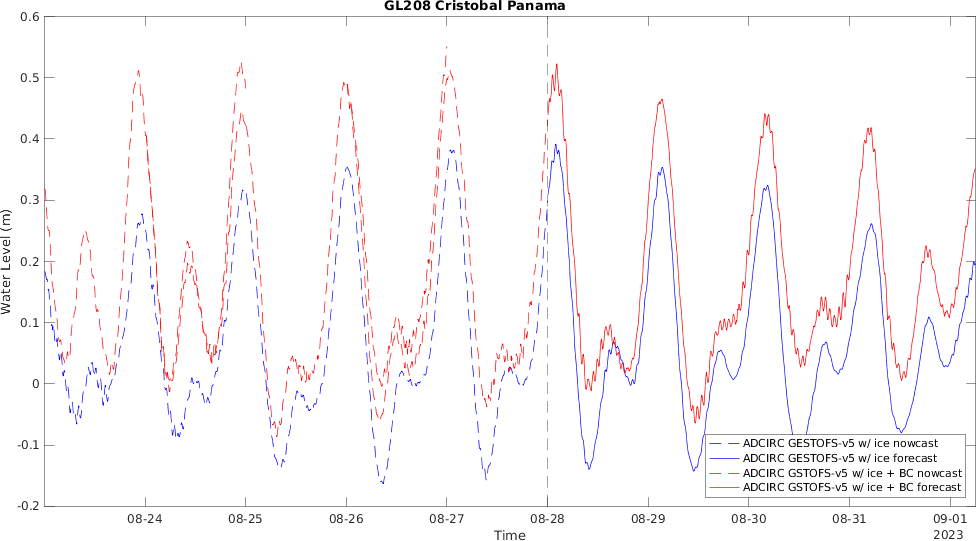 GL208 Cristobal Panama
0.6
0.5
0.4
0.3
0.2
0.1
0
-0.1
-0.2
Water Level (m)
ADCIRC GESTOFS-v5 w/ ice nowcast
ADCIRC GESTOFS-v5 w/ ice forecast
ADCIRC GSTOFS-v5 w/ ice + BC nowcast
ADCIRC GSTOFS-v5 w/ ice + BC forecast
08-24 08-25 08-26 08-27 08-28 08-29 08-30 08-31 09-01
Time
2023